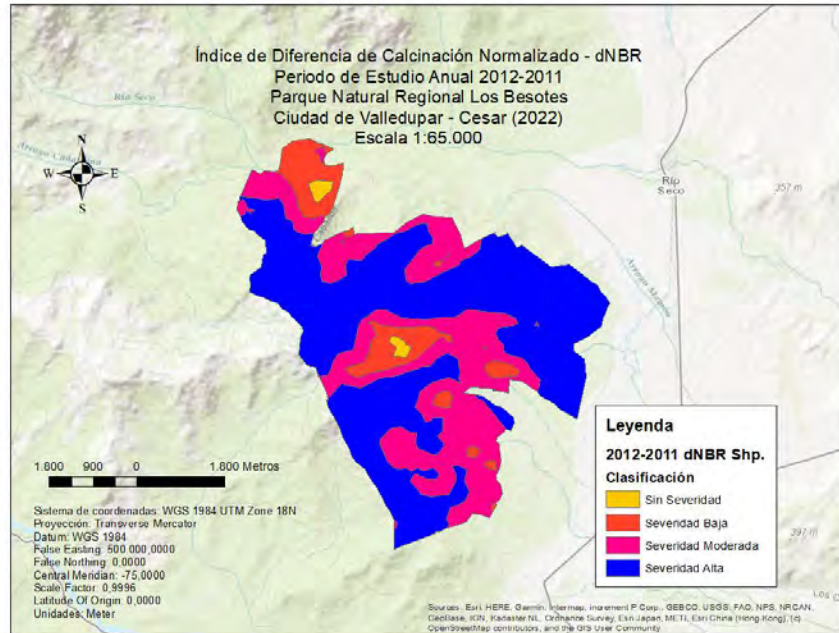 Índice de Diferencia de Calcinación Normalizado - dNBR
Periodo de Estudio Anual 2012-2011
Parque Natural Regional Los Besotes
Ciudad de Valledupar - Cesar (2022)
Escala 1:65.000
Río Seco
Arroyo
N
W E
S
Río
Seco
357 m
Arroyo
1.800 900 0 1.800 Metros
Sistema de coordenadas: WGS 1984 UTM Zone 18N
Proyección: Transverse Mercator
Datum: WGS 1984
False Easting: 500 000,0000
False Northing: 0,0000
Central Meridian: -75,0000
Scale Factor: 0,9996
Latitude Of Origin: 0,0000
Unidades: Meter
Leyenda
2012-2011 dNBR Shp.
Clasificación
Sin Severidad
Severidad Baja
Severidad Moderada
Severidad Alta
397 m
Los
Sources: Esri, HERE, Garmin, Intermap, increment P Corp., GEBCO, USGS, FAO, NPS, NRCAN,
GeoBase, IGN, Kadaster NL, Ordnance Survey, Esri Japan, METI, Esri China (Hong Kong), (c)
OpenStreetMap contributors, and the GIS User Community